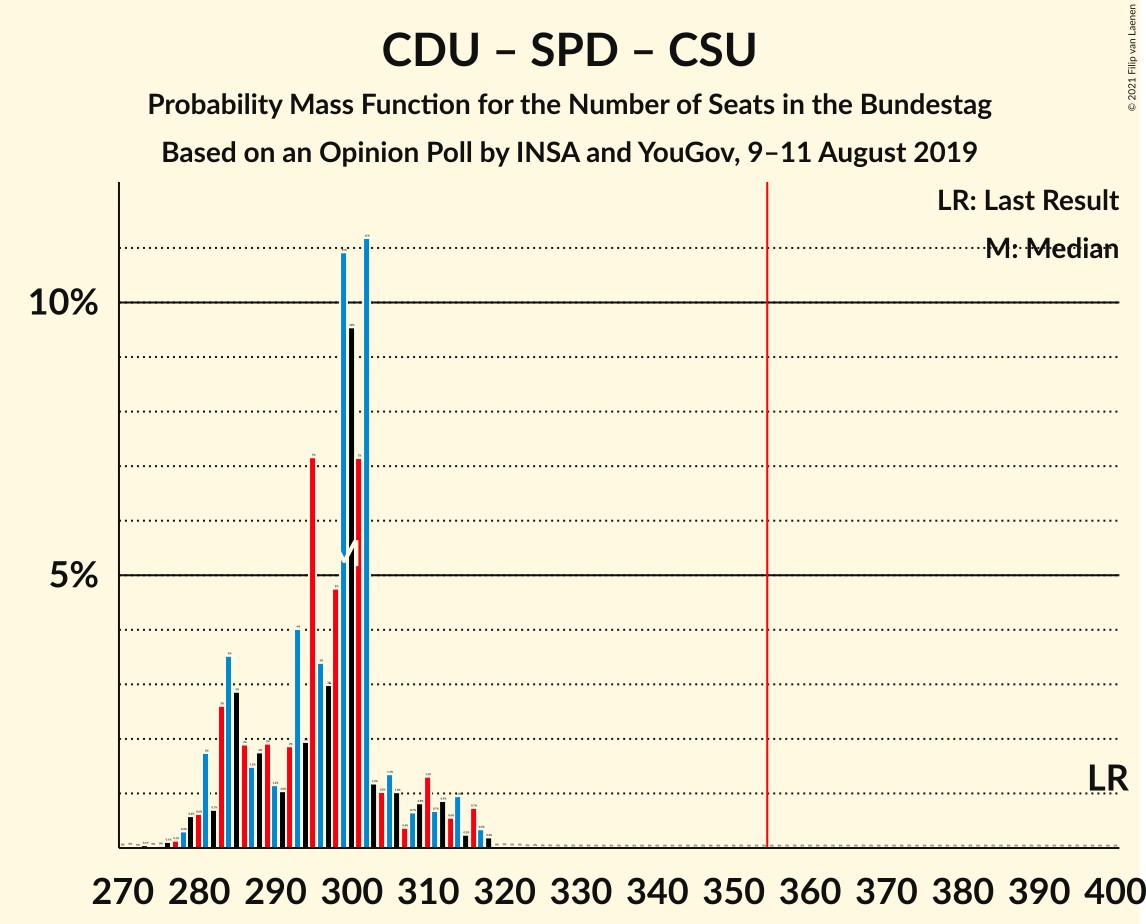 CDU – SPD – CSU
Probability Mass Function for the Number of Seats in the Bundestag
Based on an Opinion Poll by INSA and YouGov, 9–11 August 2019
© 2021 Filip van Laenen
LR: Last Result
M: Median
10%
5%
M
LR
270 280 290 300 310 320 330 340 350 360 370 380 390 400